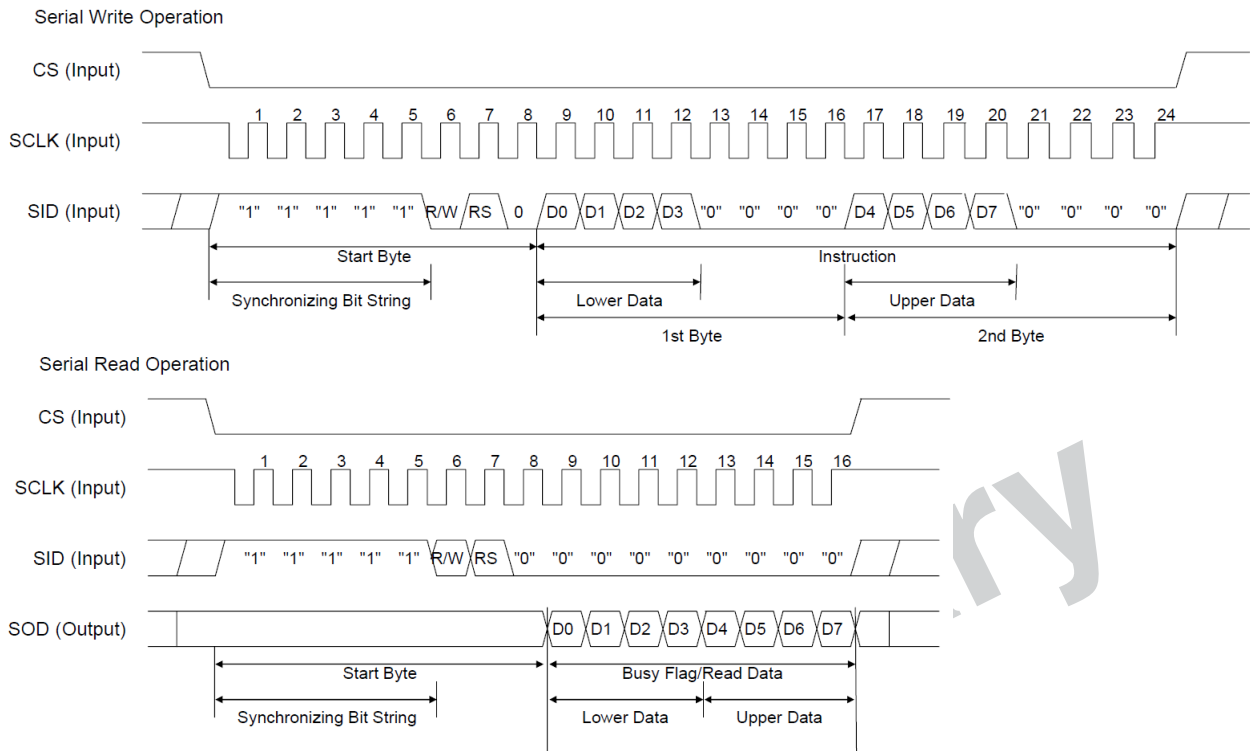 Serial Write Operation
CS (Input)
1 2 3 4 5 6 7 8 9 10 11 12 13 14 15 16 17 18 19 20 21 22 23 24
SCLK (Input)
SID (Input) "1" "1" "1" "1" "1" R/W RS 0 D0 D1 D2 D3 "0" "0" "0" "0" D4 D5 D6 D7 "0" "0" "0' "0"
Start Byte Instruction
Synchronizing Bit String Lower Data Upper Data
1st Byte 2nd Byte
Serial Read Operation
CS (Input)
1 2 3 4 5 6 7 8 9 10 11 12 13 14 15 16
SCLK (Input)
SID (Input) "1" "1" "1" "1" "1" R/W RS "0" "0" "0" "0" "0" "0" "0" "0" "0"
SOD (Output) D0 D1 D2 D3 D4 D5 D6 D7
Start Byte Busy Flag/Read Data
Synchronizing Bit String Lower Data Upper Data